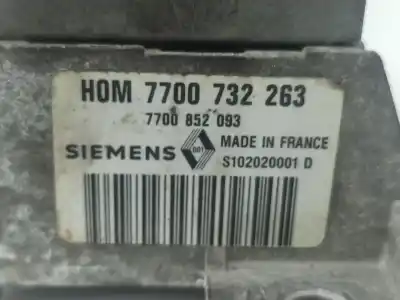 HOM 7700 732 263
7700 852 093
SIEMENS
MADE IN FRANCE
S102020001 D